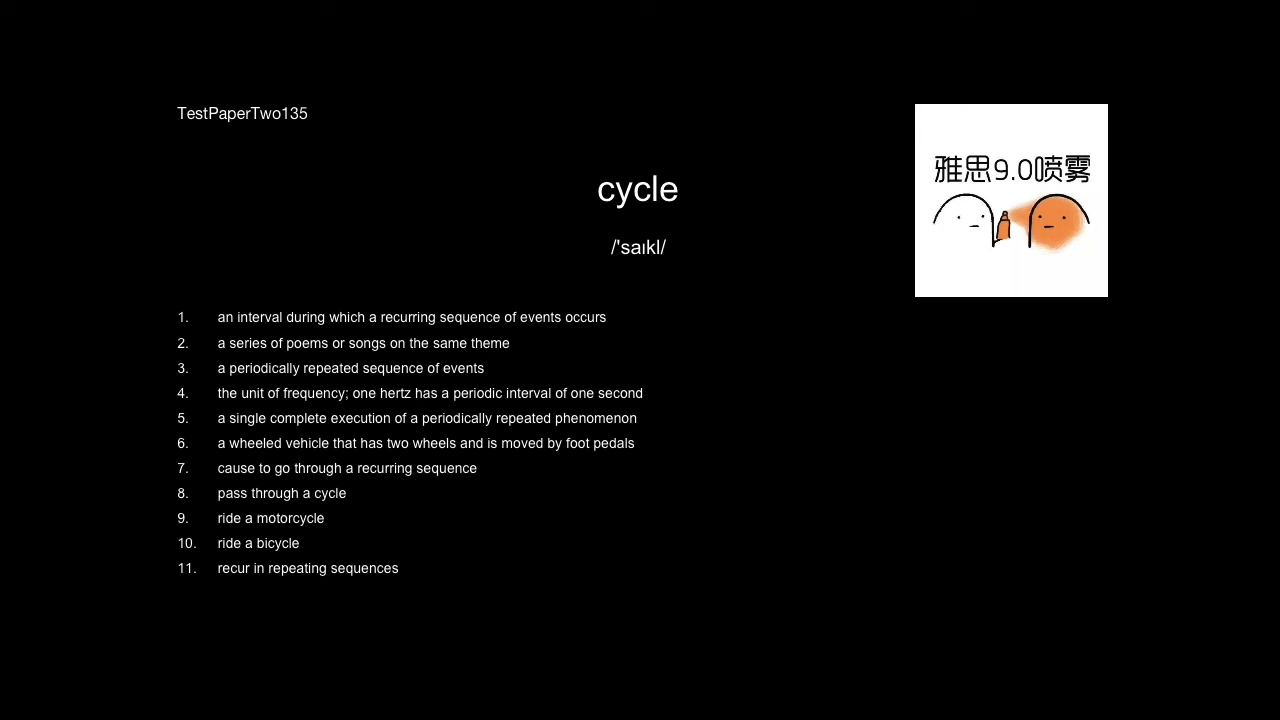 TestPaperTwo135
雅思9.0喷雾
cycle
/'saɪkl/
1. an interval during which a recurring sequence of events occurs
2. a series of poems or songs on the same theme
3. a periodically repeated sequence of events
4. the unit of frequency; one hertz has a periodic interval of one second
5. a single complete execution of a periodically repeated phenomenon
6. a wheeled vehicle that has two wheels and is moved by foot pedals
7. cause to go through a recurring sequence
8. pass through a cycle
9. ride a motorcycle
10. ride a bicycle
11. recur in repeating sequences